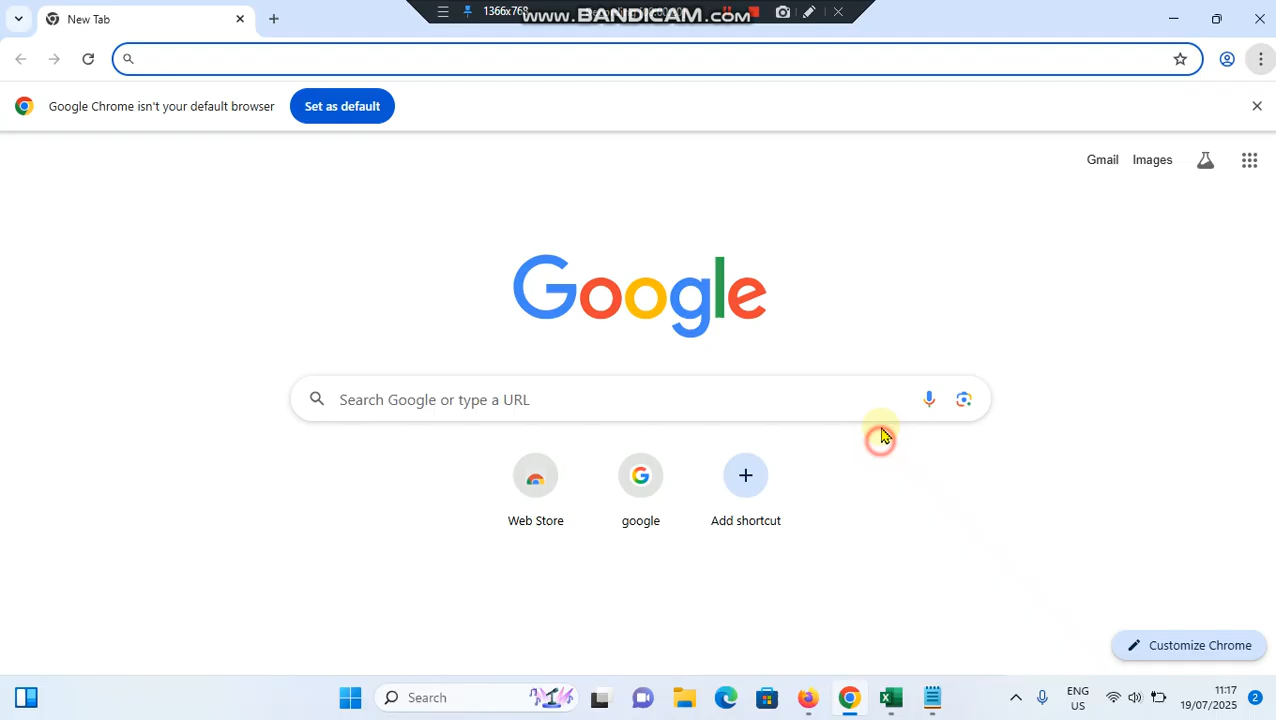 New Tab
1366x768
www.BANDICAM.com
Google Chrome isn't your default browser
Set as default
Gmail
Images
Google
Search Google or type a URL
Web Store
google
Add shortcut
Customize Chrome
Search
ENG
US
11:17
19/07/2025
2